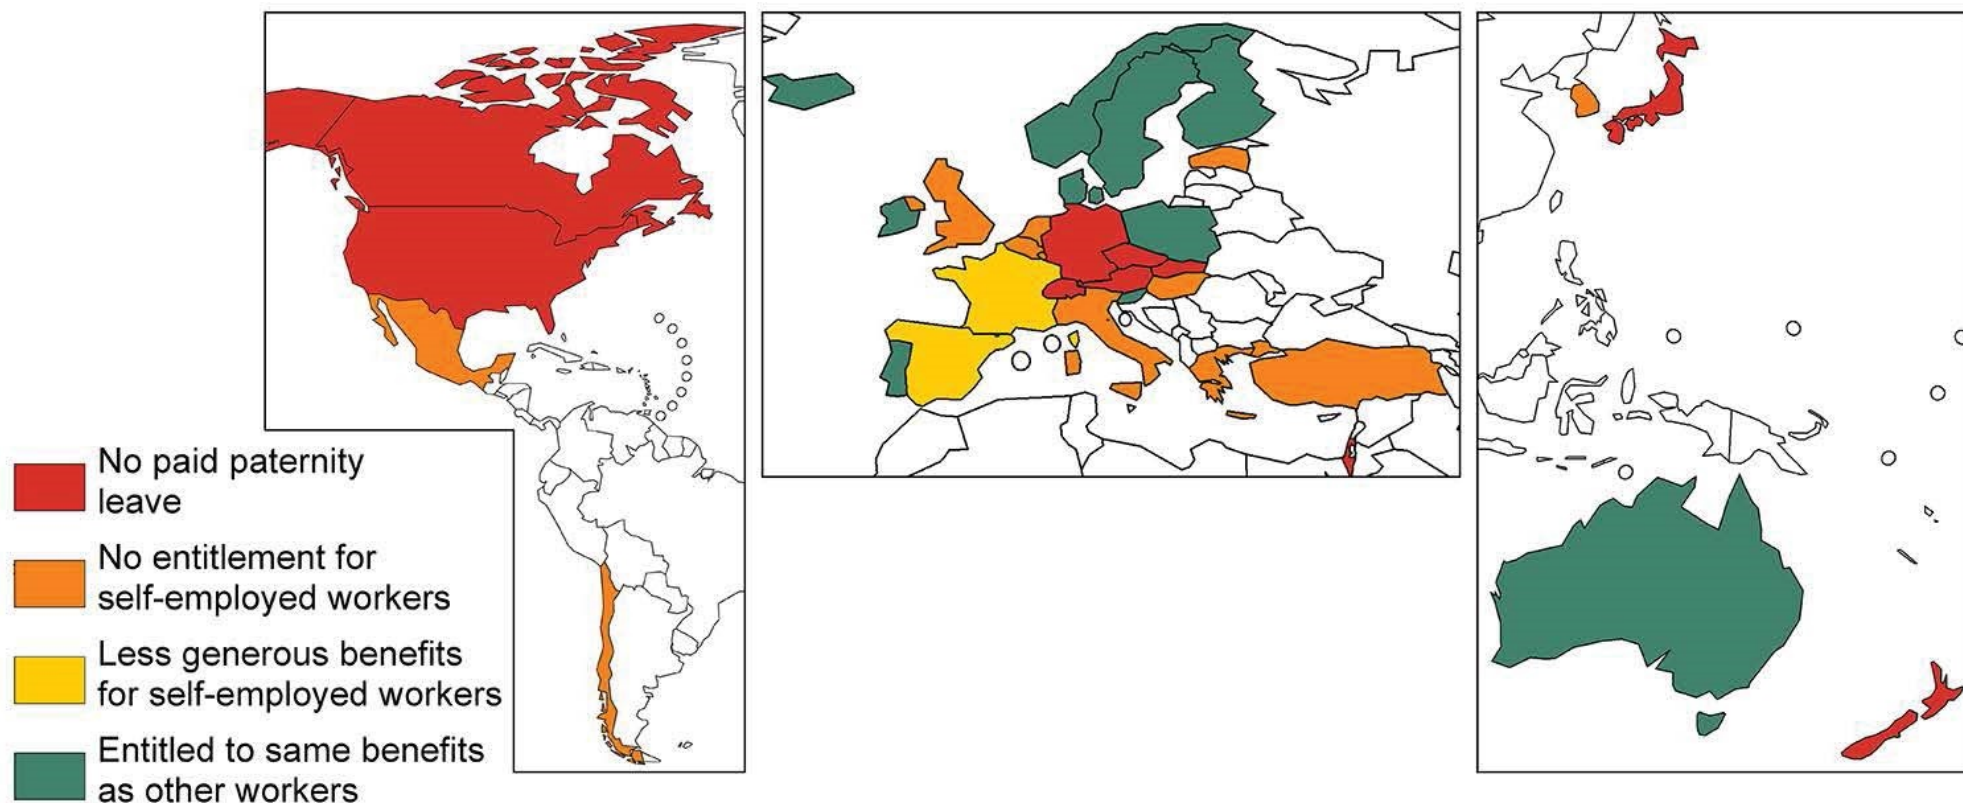 No paid paternity
leave
No entitlement for
self-employed workers
Less generous benefits
for self-employed workers
Entitled to same benefits
as other workers